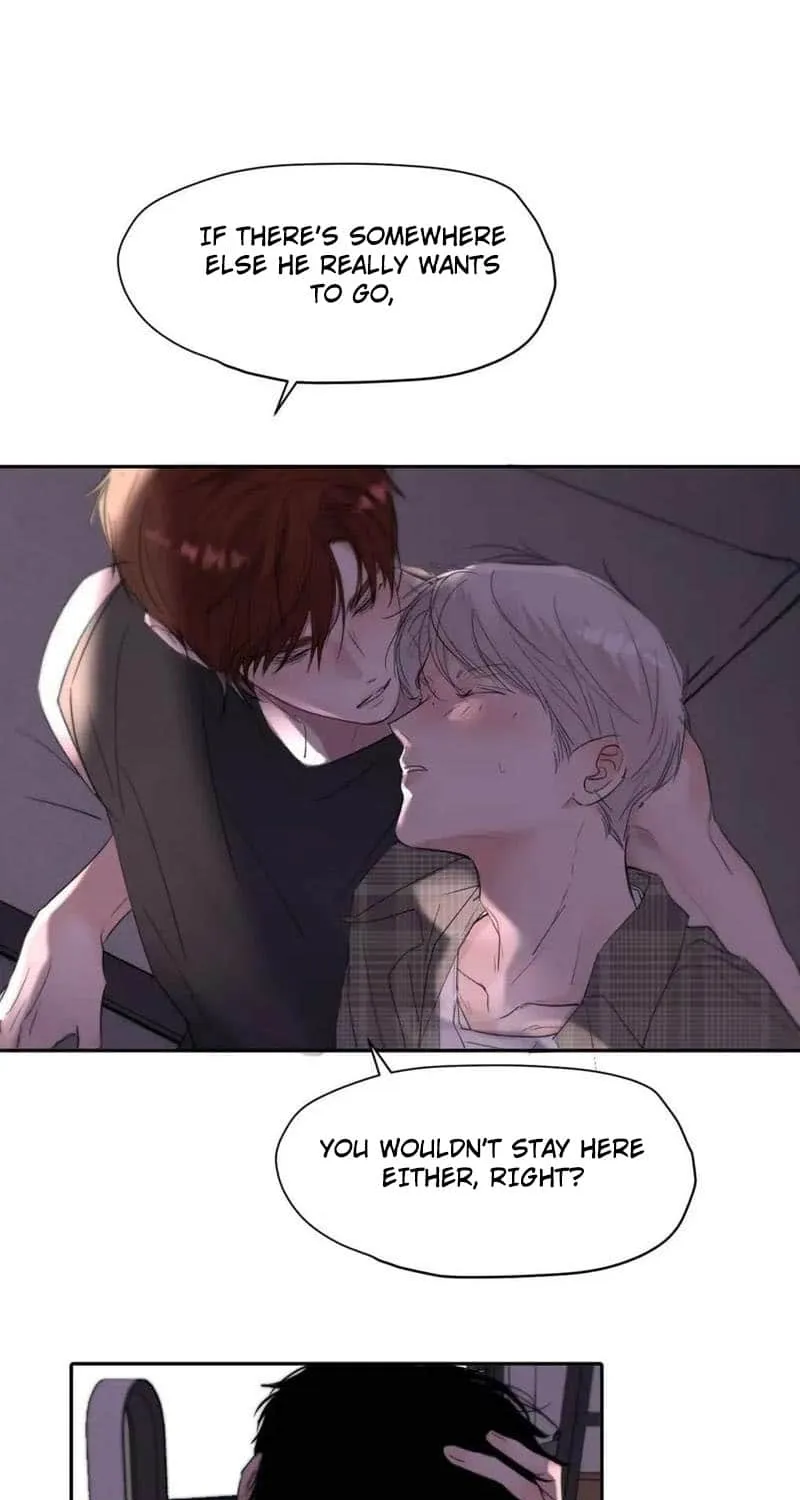 IF THERE'S SOMEWHERE
ELSE HE REALLY WANTS
TO GO,
YOU WOULDN'T STAY HERE
EITHER, RIGHT?